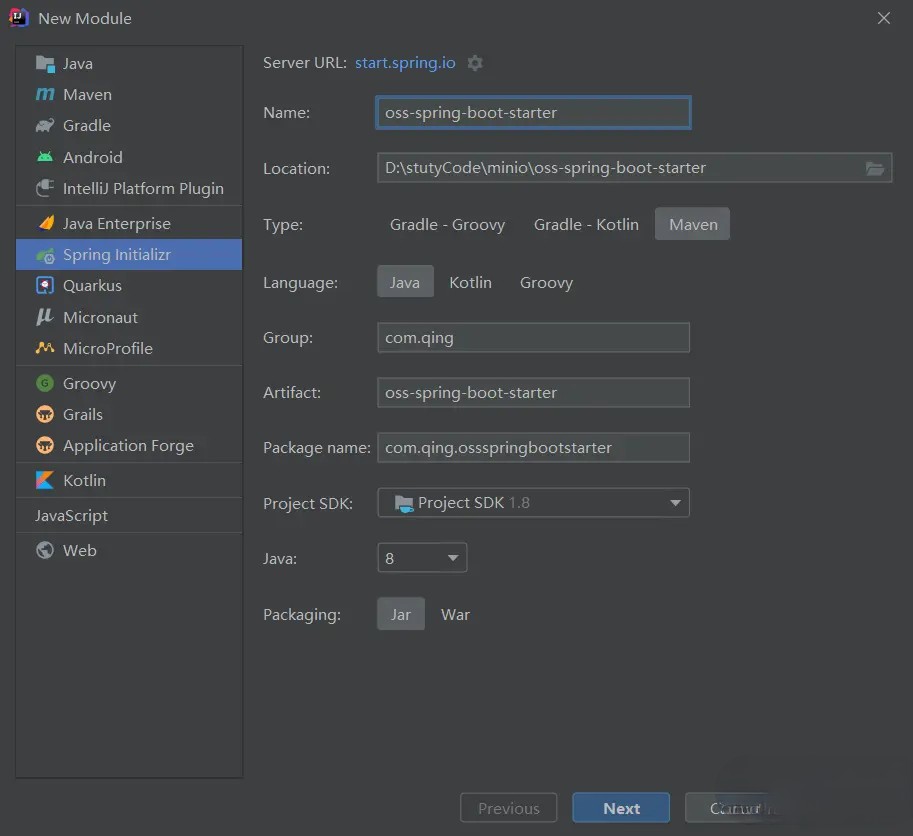 New Module
Java
Maven
Gradle
Android
IntelliJ Platform Plugin
Java Enterprise
Spring Initializr
Quarkus
Micronaut
MicroProfile
Groovy
Grails
Application Forge
Kotlin
JavaScript
Web
Server URL: start.spring.io
Name: oss-spring-boot-starter
Location: D:\stutyCode\minio\oss-spring-boot-starter
Type: Gradle - Groovy Gradle - Kotlin Maven
Language: Java Kotlin Groovy
Group: com.qing
Artifact: oss-spring-boot-starter
Package name: com.qing.ossspringbootstarter
Project SDK: Project SDK 1.8
Java: 8
Packaging: Jar War
Previous Next